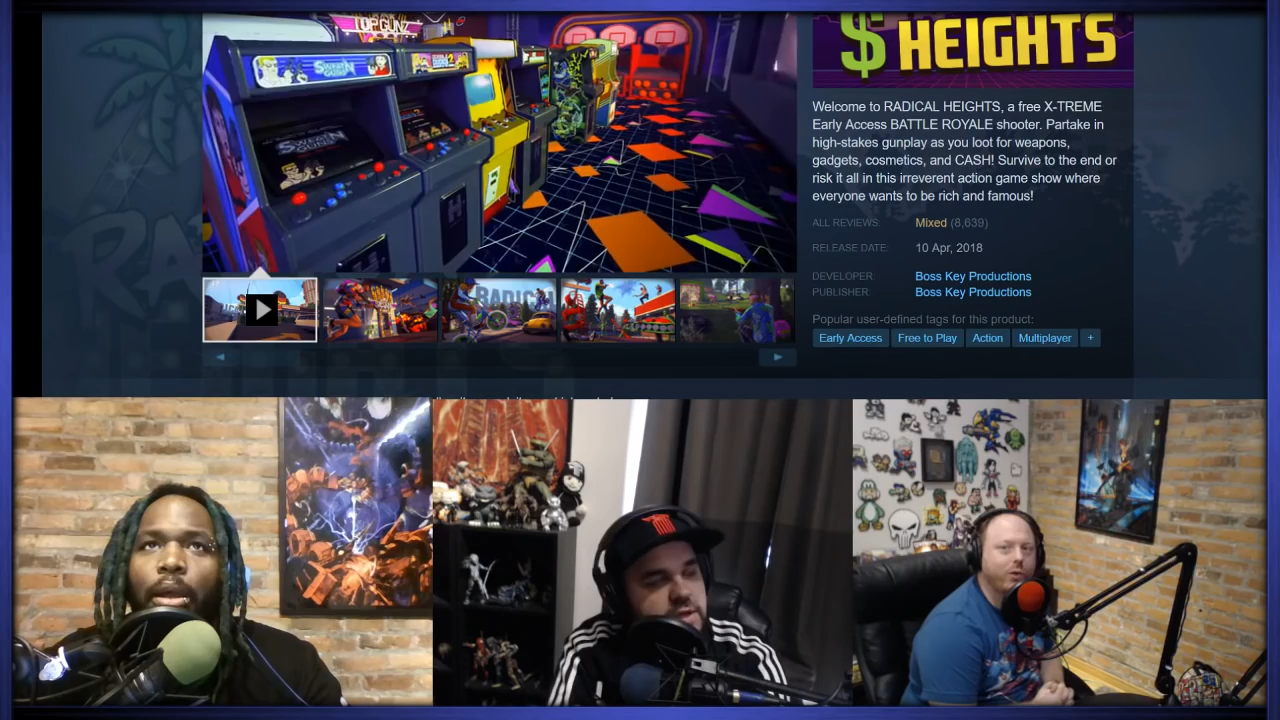 TOP GUNZ
$ HEIGHTS
Welcome to RADICAL HEIGHTS, a free X-TREME
Early Access BATTLE ROYALE shooter. Partake in
high-stakes gunplay as you loot for weapons,
gadgets, cosmetics, and CASH! Survive to the end or
risk it all in this irreverent action game show where
everyone wants to be rich and famous!
ALL REVIEWS: Mixed (8,639)
RELEASE DATE: 10 Apr, 2018
DEVELOPER: Boss Key Productions
PUBLISHER: Boss Key Productions
Popular user-defined tags for this product:
Early Access Free to Play Action Multiplayer +
RADICAL